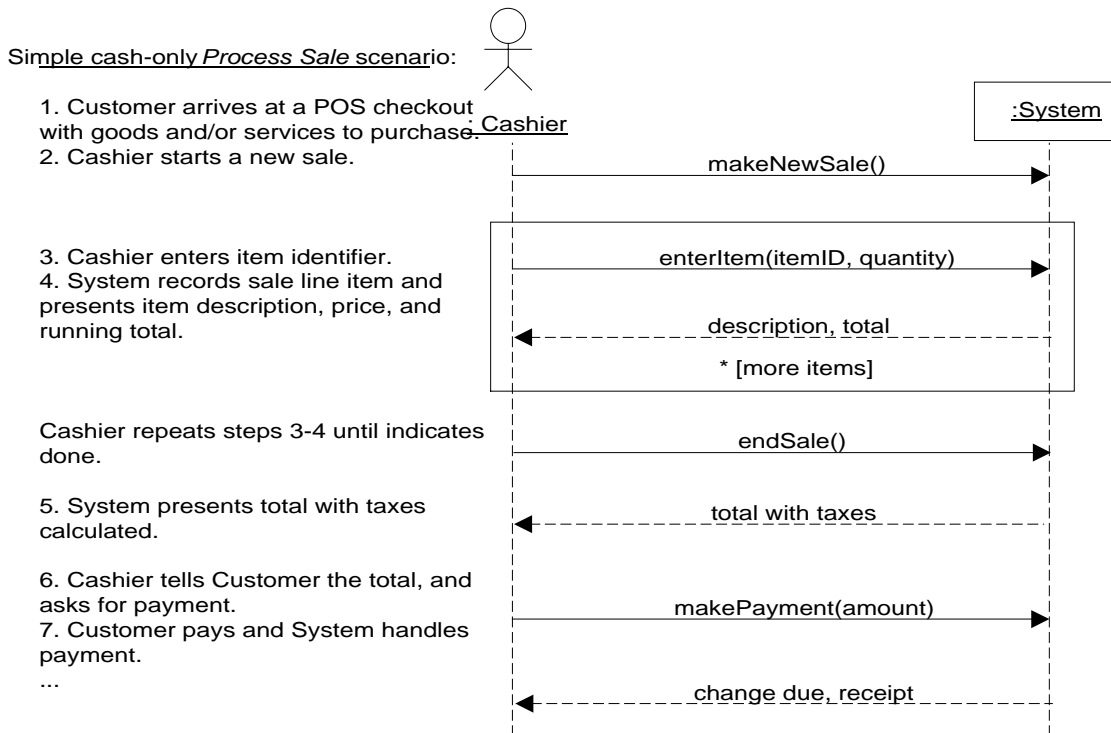 Simple cash-only Process Sale scenario:
1. Customer arrives at a POS checkout
with goods and/or services to purchase.
2. Cashier starts a new sale.
3. Cashier enters item identifier.
4. System records sale line item and
presents item description, price, and
running total.
Cashier repeats steps 3-4 until indicates
done.
5. System presents total with taxes
calculated.
6. Cashier tells Customer the total, and
asks for payment.
7. Customer pays and System handles
payment.
...
: Cashier
:System
makeNewSale()
enterItem(itemID, quantity)
description, total
* [more items]
endSale()
total with taxes
makePayment(amount)
change due, receipt